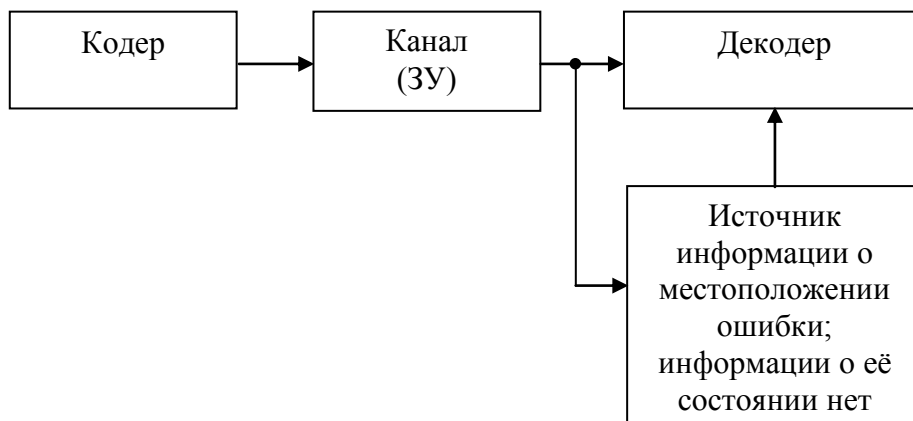 Кодер
Канал
(ЗУ)
Декодер
Источник
информации о
местоположении
ошибки;
информации о её
состоянии нет